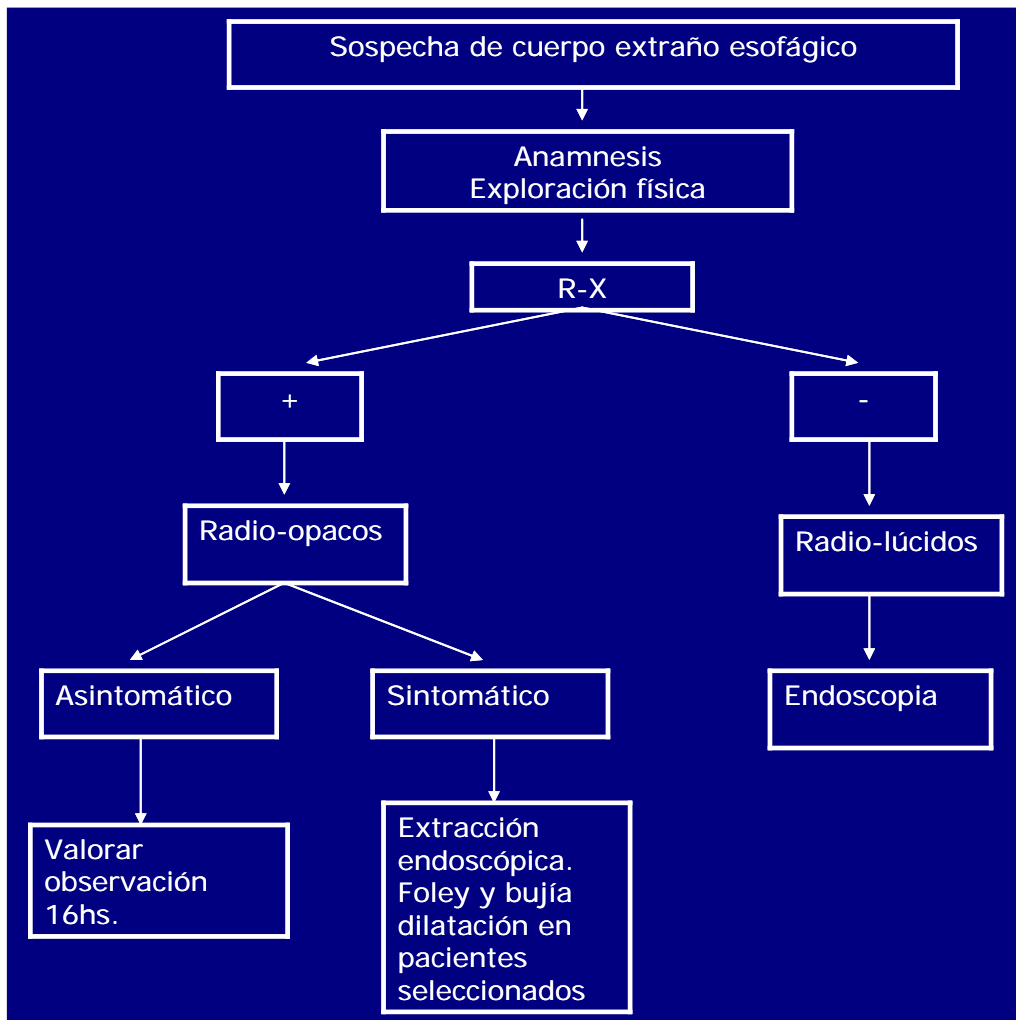 Sospecha de cuerpo extraño esofágico
Anamnesis
Exploración física
R-X
+
-
Radio-opacos
Radio-lúcidos
Asintomático
Sintomático
Endoscopia
Valorar
observación
16hs.
Extracción
endoscópica.
Foley y bujía
dilatación en
pacientes
seleccionados